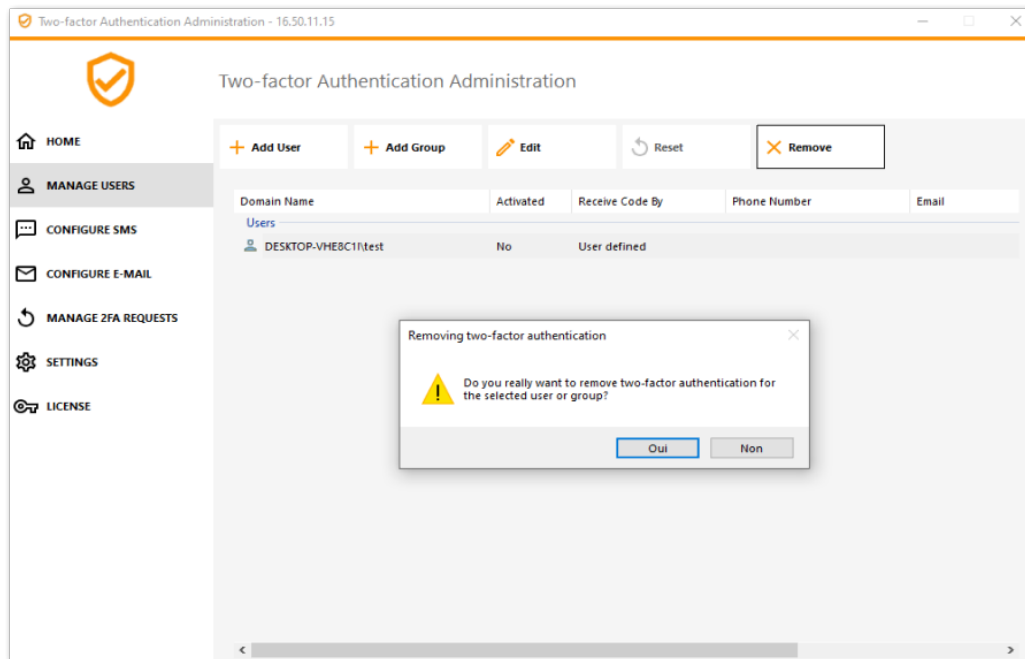 Two-factor Authentication Administration - 16.50.11.15
Two-factor Authentication Administration
HOME
MANAGE USERS
CONFIGURE SMS
CONFIGURE E-MAIL
MANAGE 2FA REQUESTS
SETTINGS
LICENSE
Add User Add Group Edit Reset Remove
Domain Name Activated Receive Code By Phone Number Email
Users
DESKTOP-VHE8C1I\test No User defined
Removing two-factor authentication
Do you really want to remove two-factor authentication for
the selected user or group?
Oui Non